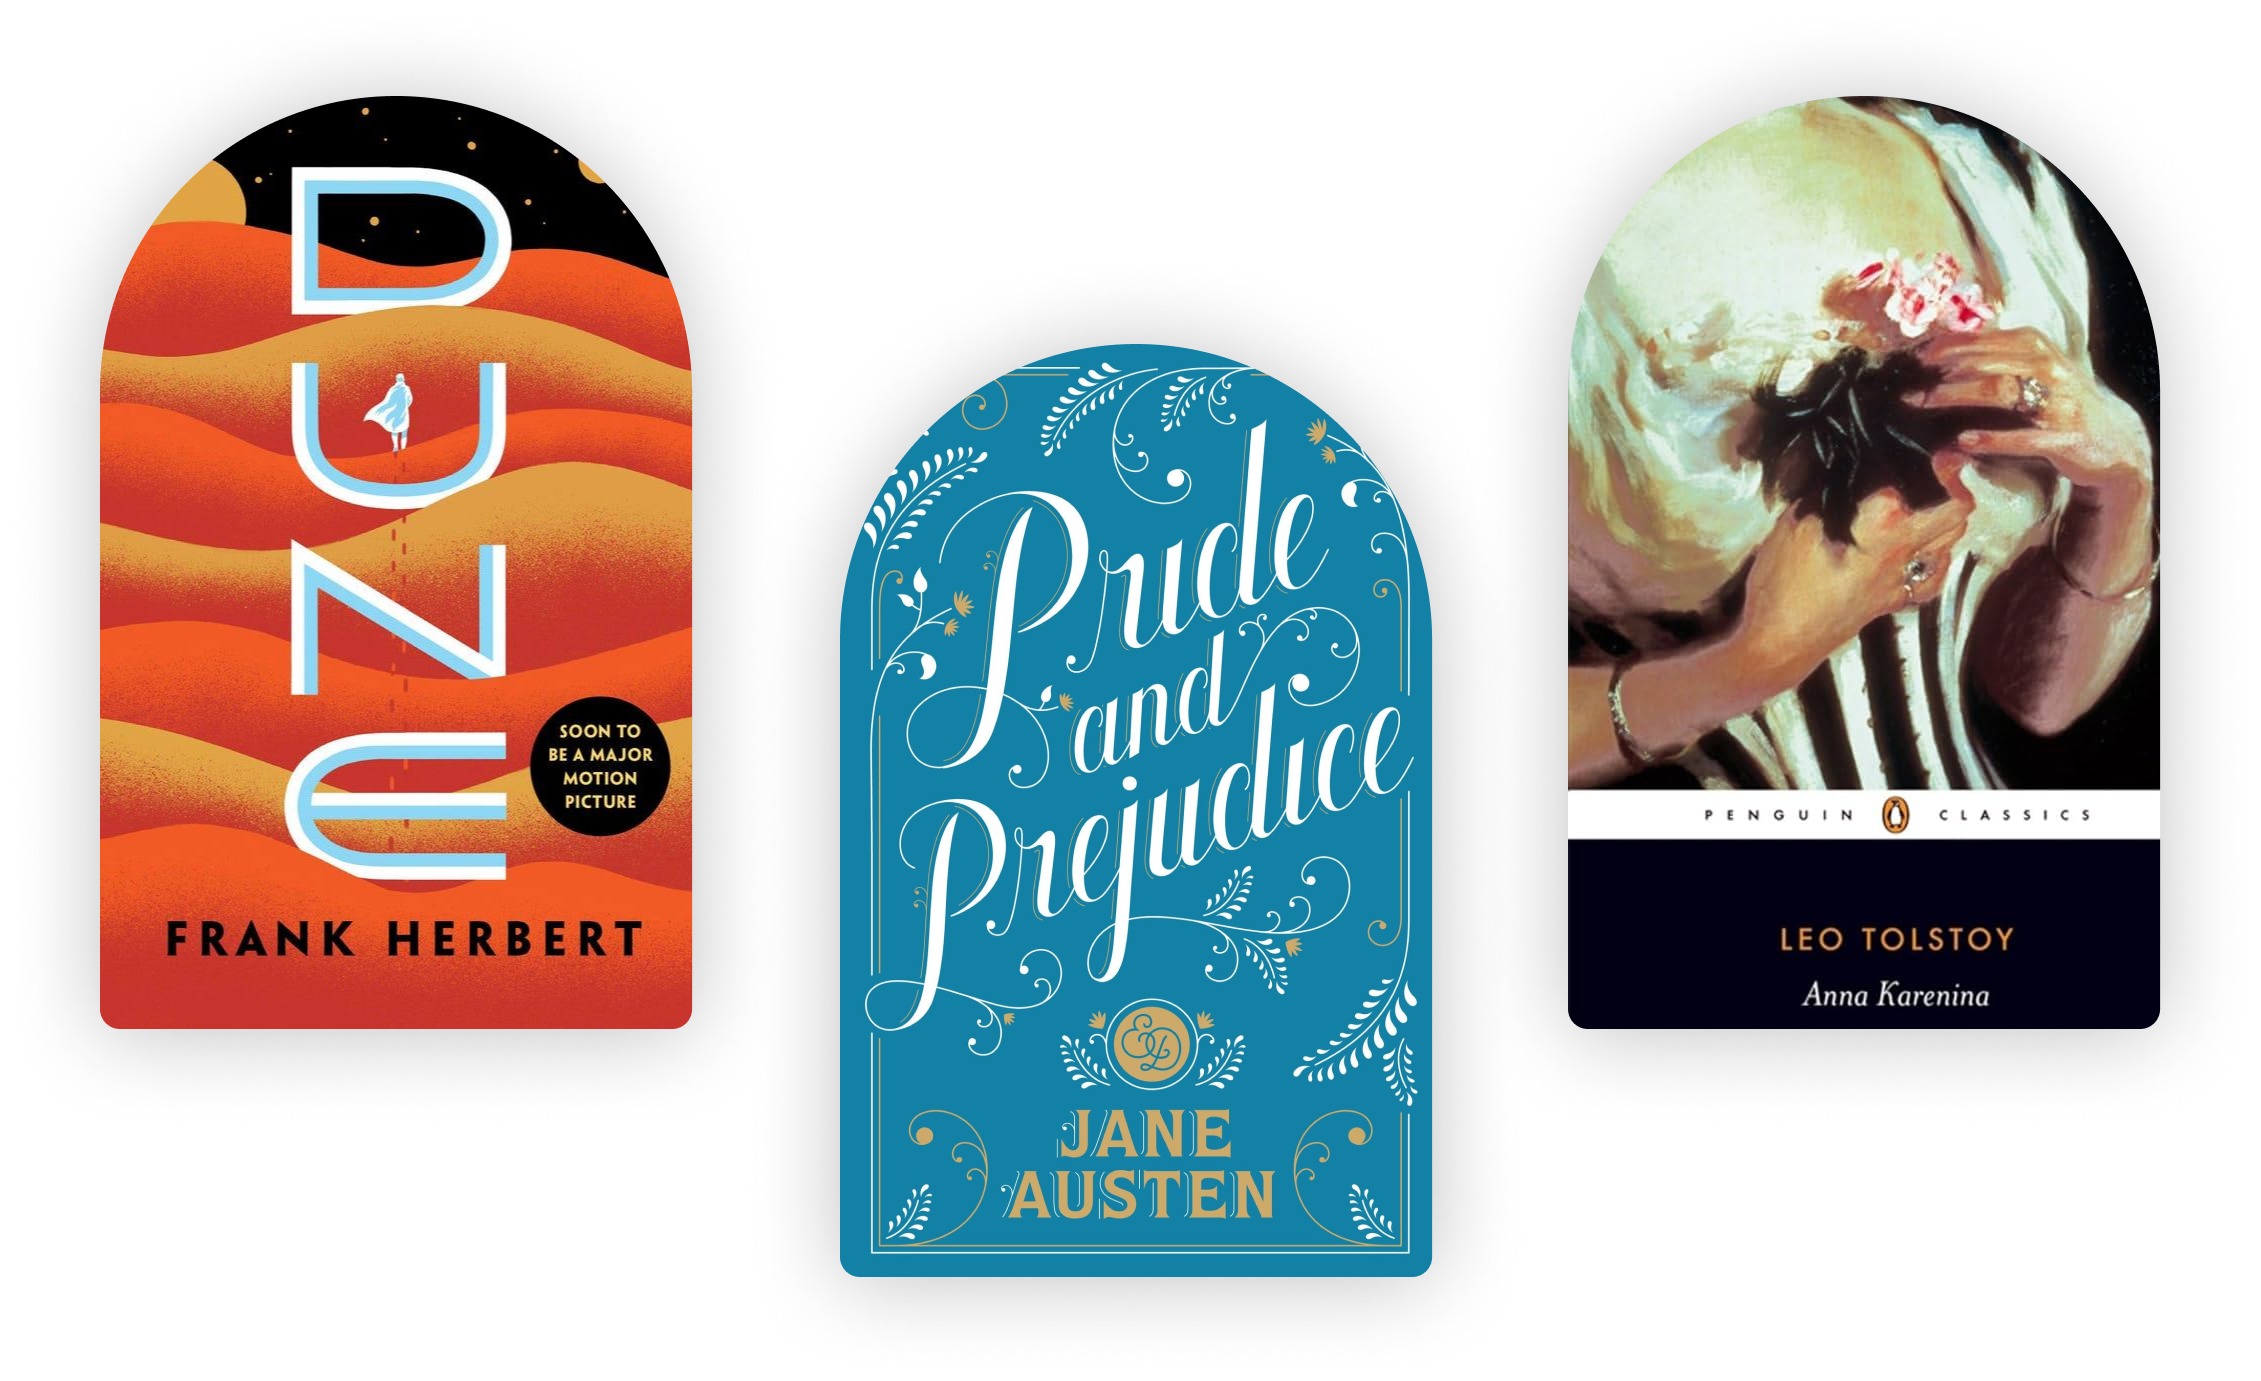 DUNE
SOON TO
BE A MAJOR
MOTION
PICTURE
FRANK HERBERT
Pride
and
Prejudice
JANE
AUSTEN
PENGUIN CLASSICS
LEO TOLSTOY
Anna Karenina